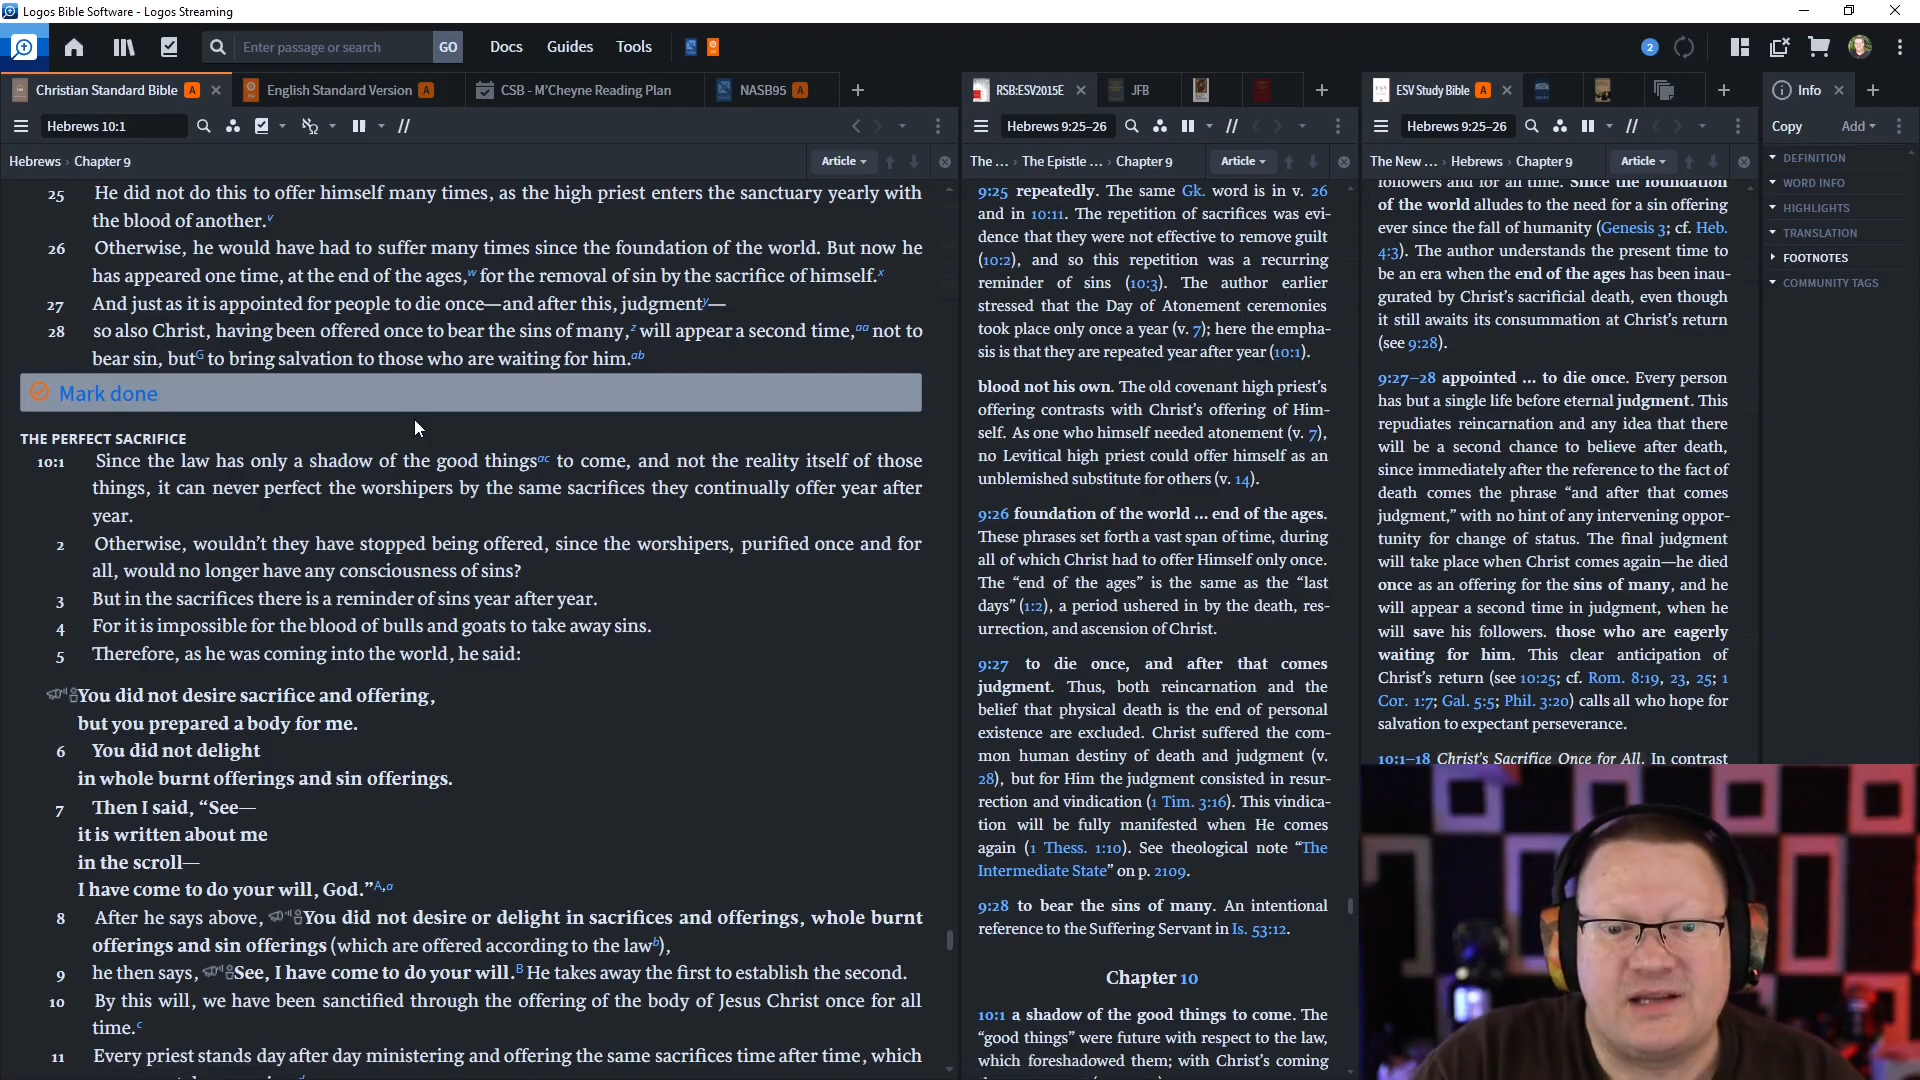 Logos Bible Software - Logos Streaming
Enter passage or search
GO
Docs
Guides
Tools
2
Christian Standard Bible A
English Standard Version A
CSB - M'Cheyne Reading Plan
NASB95 A
Hebrews 10:1
Hebrews › Chapter 9
Article
25 He did not do this to offer himself many times, as the high priest enters the sanctuary yearly with
the blood of another.v
26 Otherwise, he would have had to suffer many times since the foundation of the world. But now he
has appeared one time, at the end of the ages,w for the removal of sin by the sacrifice of himself.x
27 And just as it is appointed for people to die once—and after this, judgmenty—
28 so also Christ, having been offered once to bear the sins of many,z will appear a second time,aa not to
bear sin, butG to bring salvation to those who are waiting for him.ab
Mark done
THE PERFECT SACRIFICE
10:1 Since the law has only a shadow of the good thingsac to come, and not the reality itself of those
things, it can never perfect the worshipers by the same sacrifices they continually offer year after
year.
2 Otherwise, wouldn't they have stopped being offered, since the worshipers, purified once and for
all, would no longer have any consciousness of sins?
3 But in the sacrifices there is a reminder of sins year after year.
4 For it is impossible for the blood of bulls and goats to take away sins.
5 Therefore, as he was coming into the world, he said:
You did not desire sacrifice and offering,
but you prepared a body for me.
6 You did not delight
in whole burnt offerings and sin offerings.
7 Then I said, “See—
it is written about me
in the scroll—
I have come to do your will, God.”A,a
8 After he says above, You did not desire or delight in sacrifices and offerings, whole burnt
offerings and sin offerings (which are offered according to the lawb),
9 he then says, See, I have come to do your will.B He takes away the first to establish the second.
10 By this will, we have been sanctified through the offering of the body of Jesus Christ once for all
time.c
11 Every priest stands day after day ministering and offering the same sacrifices time after time, which
RSB:ESV2015E
JFB
Hebrews 9:25–26
The ... › The Epistle ... › Chapter 9
Article
9:25 repeatedly. The same Gk. word is in v. 26
and in 10:11. The repetition of sacrifices was evi-
dence that they were not effective to remove guilt
(10:2), and so this repetition was a recurring
reminder of sins (10:3). The author earlier
stressed that the Day of Atonement ceremonies
took place only once a year (v. 7); here the empha-
sis is that they are repeated year after year (10:1).
blood not his own. The old covenant high priest's
offering contrasts with Christ's offering of Him-
self. As one who himself needed atonement (v. 7),
no Levitical high priest could offer himself as an
unblemished substitute for others (v. 14).
9:26 foundation of the world ... end of the ages.
These phrases set forth a vast span of time, during
all of which Christ had to offer Himself only once.
The “end of the ages” is the same as the “last
days” (1:2), a period ushered in by the death, res-
urrection, and ascension of Christ.
9:27 to die once, and after that comes
judgment. Thus, both reincarnation and the
belief that physical death is the end of personal
existence are excluded. Christ suffered the com-
mon human destiny of death and judgment (v.
28), but for Him the judgment consisted in resur-
rection and vindication (1 Tim. 3:16). This vindica-
tion will be fully manifested when He comes
again (1 Thess. 1:10). See theological note “The
Intermediate State” on p. 2109.
9:28 to bear the sins of many. An intentional
reference to the Suffering Servant in Is. 53:12.
Chapter 10
10:1 a shadow of the good things to come. The
“good things” were future with respect to the law,
which foreshadowed them; with Christ's coming
ESV Study Bible A
Hebrews 9:25–26
The New ... › Hebrews › Chapter 9
Article
followers and for all time. Since the foundation
of the world alludes to the need for a sin offering
ever since the fall of humanity (Genesis 3; cf. Heb.
4:3). The author understands the present time to
be an era when the end of the ages has been inau-
gurated by Christ's sacrificial death, even though
it still awaits its consummation at Christ's return
(see 9:28).
9:27–28 appointed ... to die once. Every person
has but a single life before eternal judgment. This
repudiates reincarnation and any idea that there
will be a second chance to believe after death,
since immediately after the reference to the fact of
death comes the phrase “and after that comes
judgment,” with no hint of any intervening oppor-
tunity for change of status. The final judgment
will take place when Christ comes again—he died
once as an offering for the sins of many, and he
will appear a second time in judgment, when he
will save his followers. those who are eagerly
waiting for him. This clear anticipation of
Christ's return (see 10:25; cf. Rom. 8:19, 23, 25; 1
Cor. 1:7; Gal. 5:5; Phil. 3:20) calls all who hope for
salvation to expectant perseverance.
10:1–18 Christ's Sacrifice Once for All. In contrast
Info
Copy
Add
DEFINITION
WORD INFO
HIGHLIGHTS
TRANSLATION
FOOTNOTES
COMMUNITY TAGS